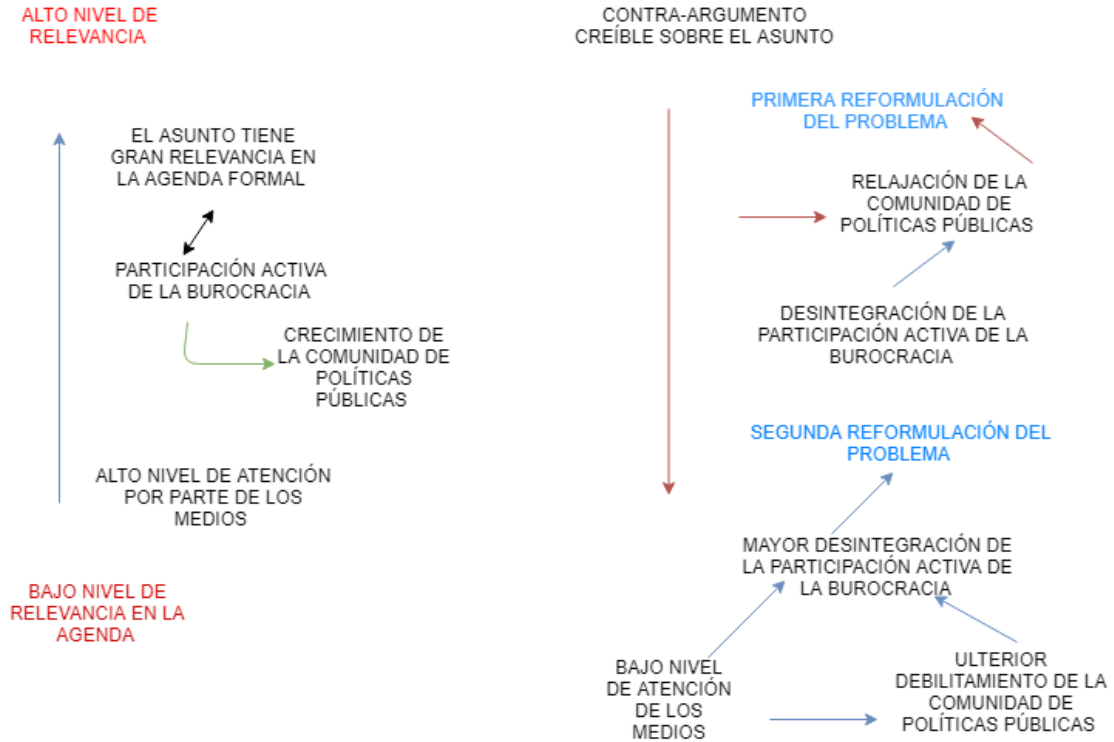 ALTO NIVEL DE
RELEVANCIA
EL ASUNTO TIENE
GRAN RELEVANCIA EN
LA AGENDA FORMAL
PARTICIPACIÓN ACTIVA
DE LA BUROCRACIA
CRECIMIENTO DE
LA COMUNIDAD DE
POLÍTICAS
PÚBLICAS
ALTO NIVEL DE ATENCIÓN
POR PARTE DE LOS
MEDIOS
BAJO NIVEL DE
RELEVANCIA EN LA
AGENDA
CONTRA-ARGUMENTO
CREÍBLE SOBRE EL ASUNTO
PRIMERA REFORMULACIÓN
DEL PROBLEMA
RELAJACIÓN DE LA
COMUNIDAD DE
POLÍTICAS PÚBLICAS
DESINTEGRACIÓN DE LA
PARTICIPACIÓN ACTIVA DE LA
BUROCRACIA
SEGUNDA REFORMULACIÓN DEL
PROBLEMA
MAYOR DESINTEGRACIÓN DE
LA PARTICIPACIÓN ACTIVA DE
LA BUROCRACIA
BAJO NIVEL
DE ATENCIÓN
DE LOS
MEDIOS
ULTERIOR
DEBILITAMIENTO DE LA
COMUNIDAD DE
POLÍTICAS PÚBLICAS